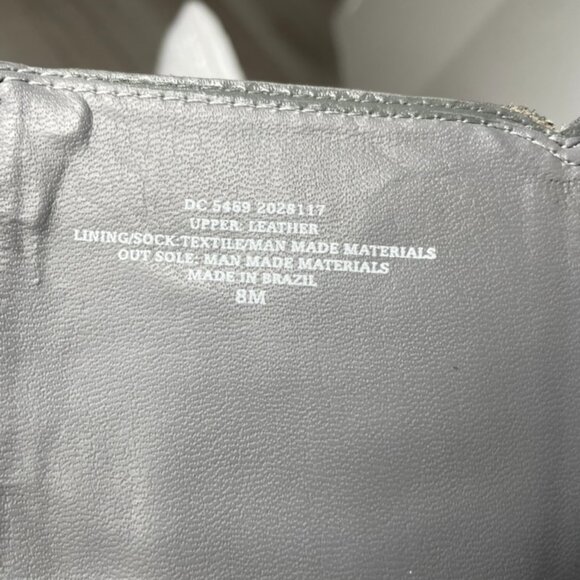 DC 5469 2028117
UPPER: LEATHER
LINING/SOCK:TEXTILE/MAN MADE MATERIALS
OUT SOLE: MAN MADE MATERIALS
MADE IN BRAZIL
8M